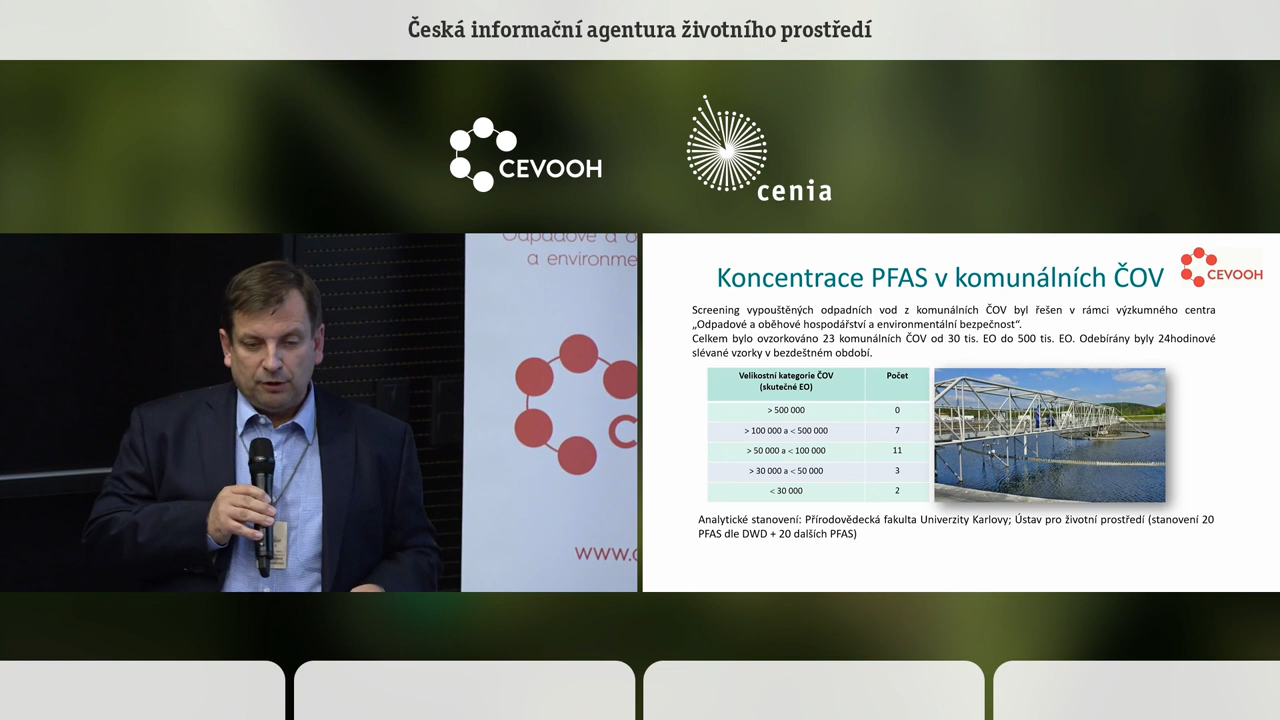 Česká informační agentura životního prostředí
CEVOOH
cenia
a environme
www.
Koncentrace PFAS v komunálních ČOV
CEVOOH
Screening vypouštěných odpadních vod z komunálních ČOV byl řešen v rámci výzkumného centra
„Odpadové a oběhové hospodářství a environmentální bezpečnost“.
Celkem bylo ovzorkováno 23 komunálních ČOV od 30 tis. EO do 500 tis. EO. Odebírány byly 24hodinové
slévané vzorky v bezdeštném období.
Velikostní kategorie ČOV Počet
(skutečné EO)
> 500 000 0
> 100 000 a < 500 000 7
> 50 000 a < 100 000 11
> 30 000 a < 50 000 3
< 30 000 2
Analytické stanovení: Přírodovědecká fakulta Univerzity Karlovy; Ústav pro životní prostředí (stanovení 20
PFAS dle DWD + 20 dalších PFAS)